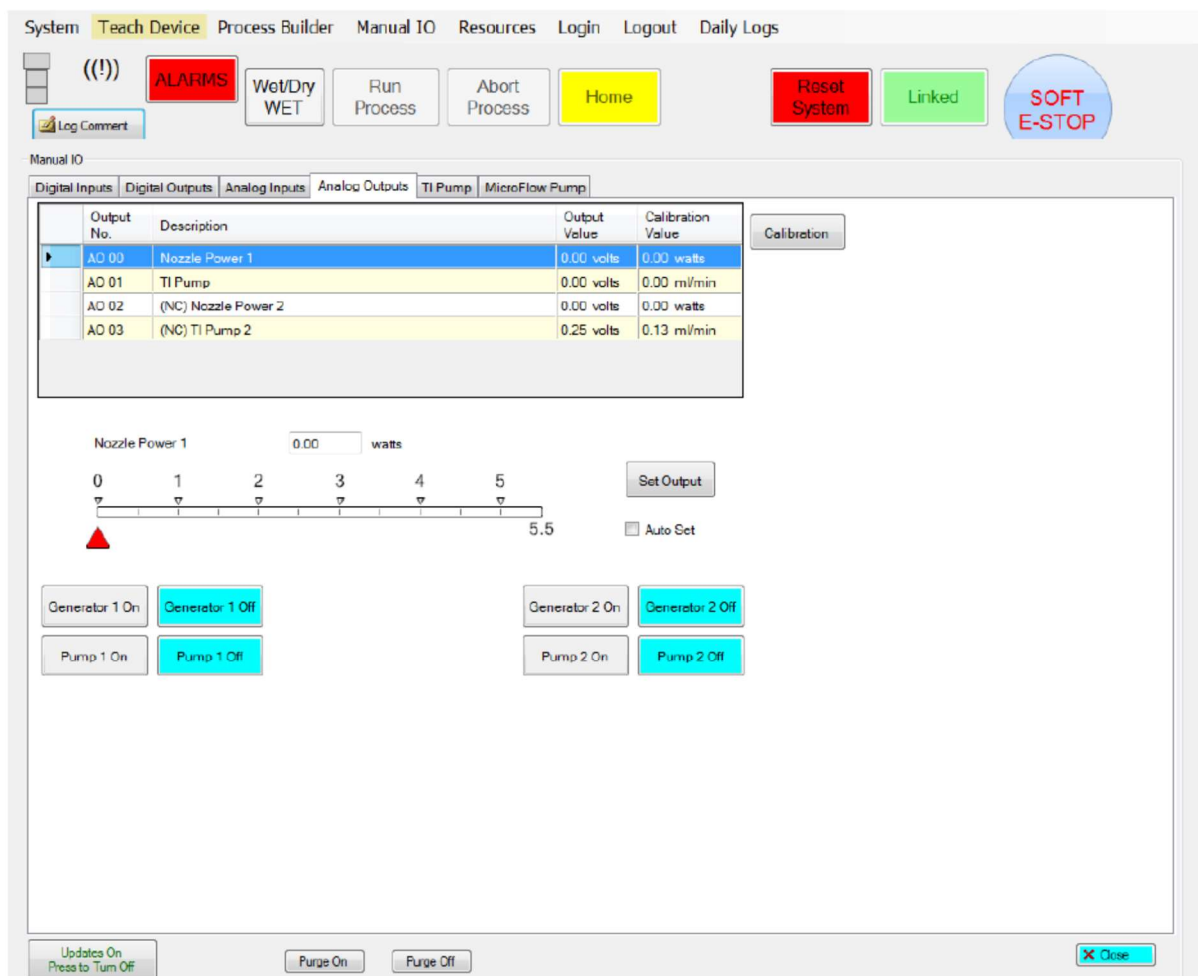 System Teach Device Process Builder Manual IO Resources Login Logout Daily Logs
((!))
ALARMS
Wet/Dry
WET
Run
Process
Abort
Process
Home
Reset
System
Linked
SOFT
E-STOP
Log Comment
Manual IO
Digital Inputs Digital Outputs Analog Inputs Analog Outputs TI Pump MicroFlow Pump
Output
No.
Description
Output
Value
Calibration
Value
Calibration
AO 00 Nozzle Power 1 0.00 volts 0.00 watts
AO 01 TI Pump 0.00 volts 0.00 ml/min
AO 02 (NC) Nozzle Power 2 0.00 volts 0.00 watts
AO 03 (NC) TI Pump 2 0.25 volts 0.13 ml/min
Nozzle Power 1 0.00 watts
0 1 2 3 4 5
5.5
Set Output
Auto Set
Generator 1 On Generator 1 Off Generator 2 On Generator 2 Off
Pump 1 On Pump 1 Off Pump 2 On Pump 2 Off
Updates On
Press to Turn Off
Purge On Purge Off
X Close